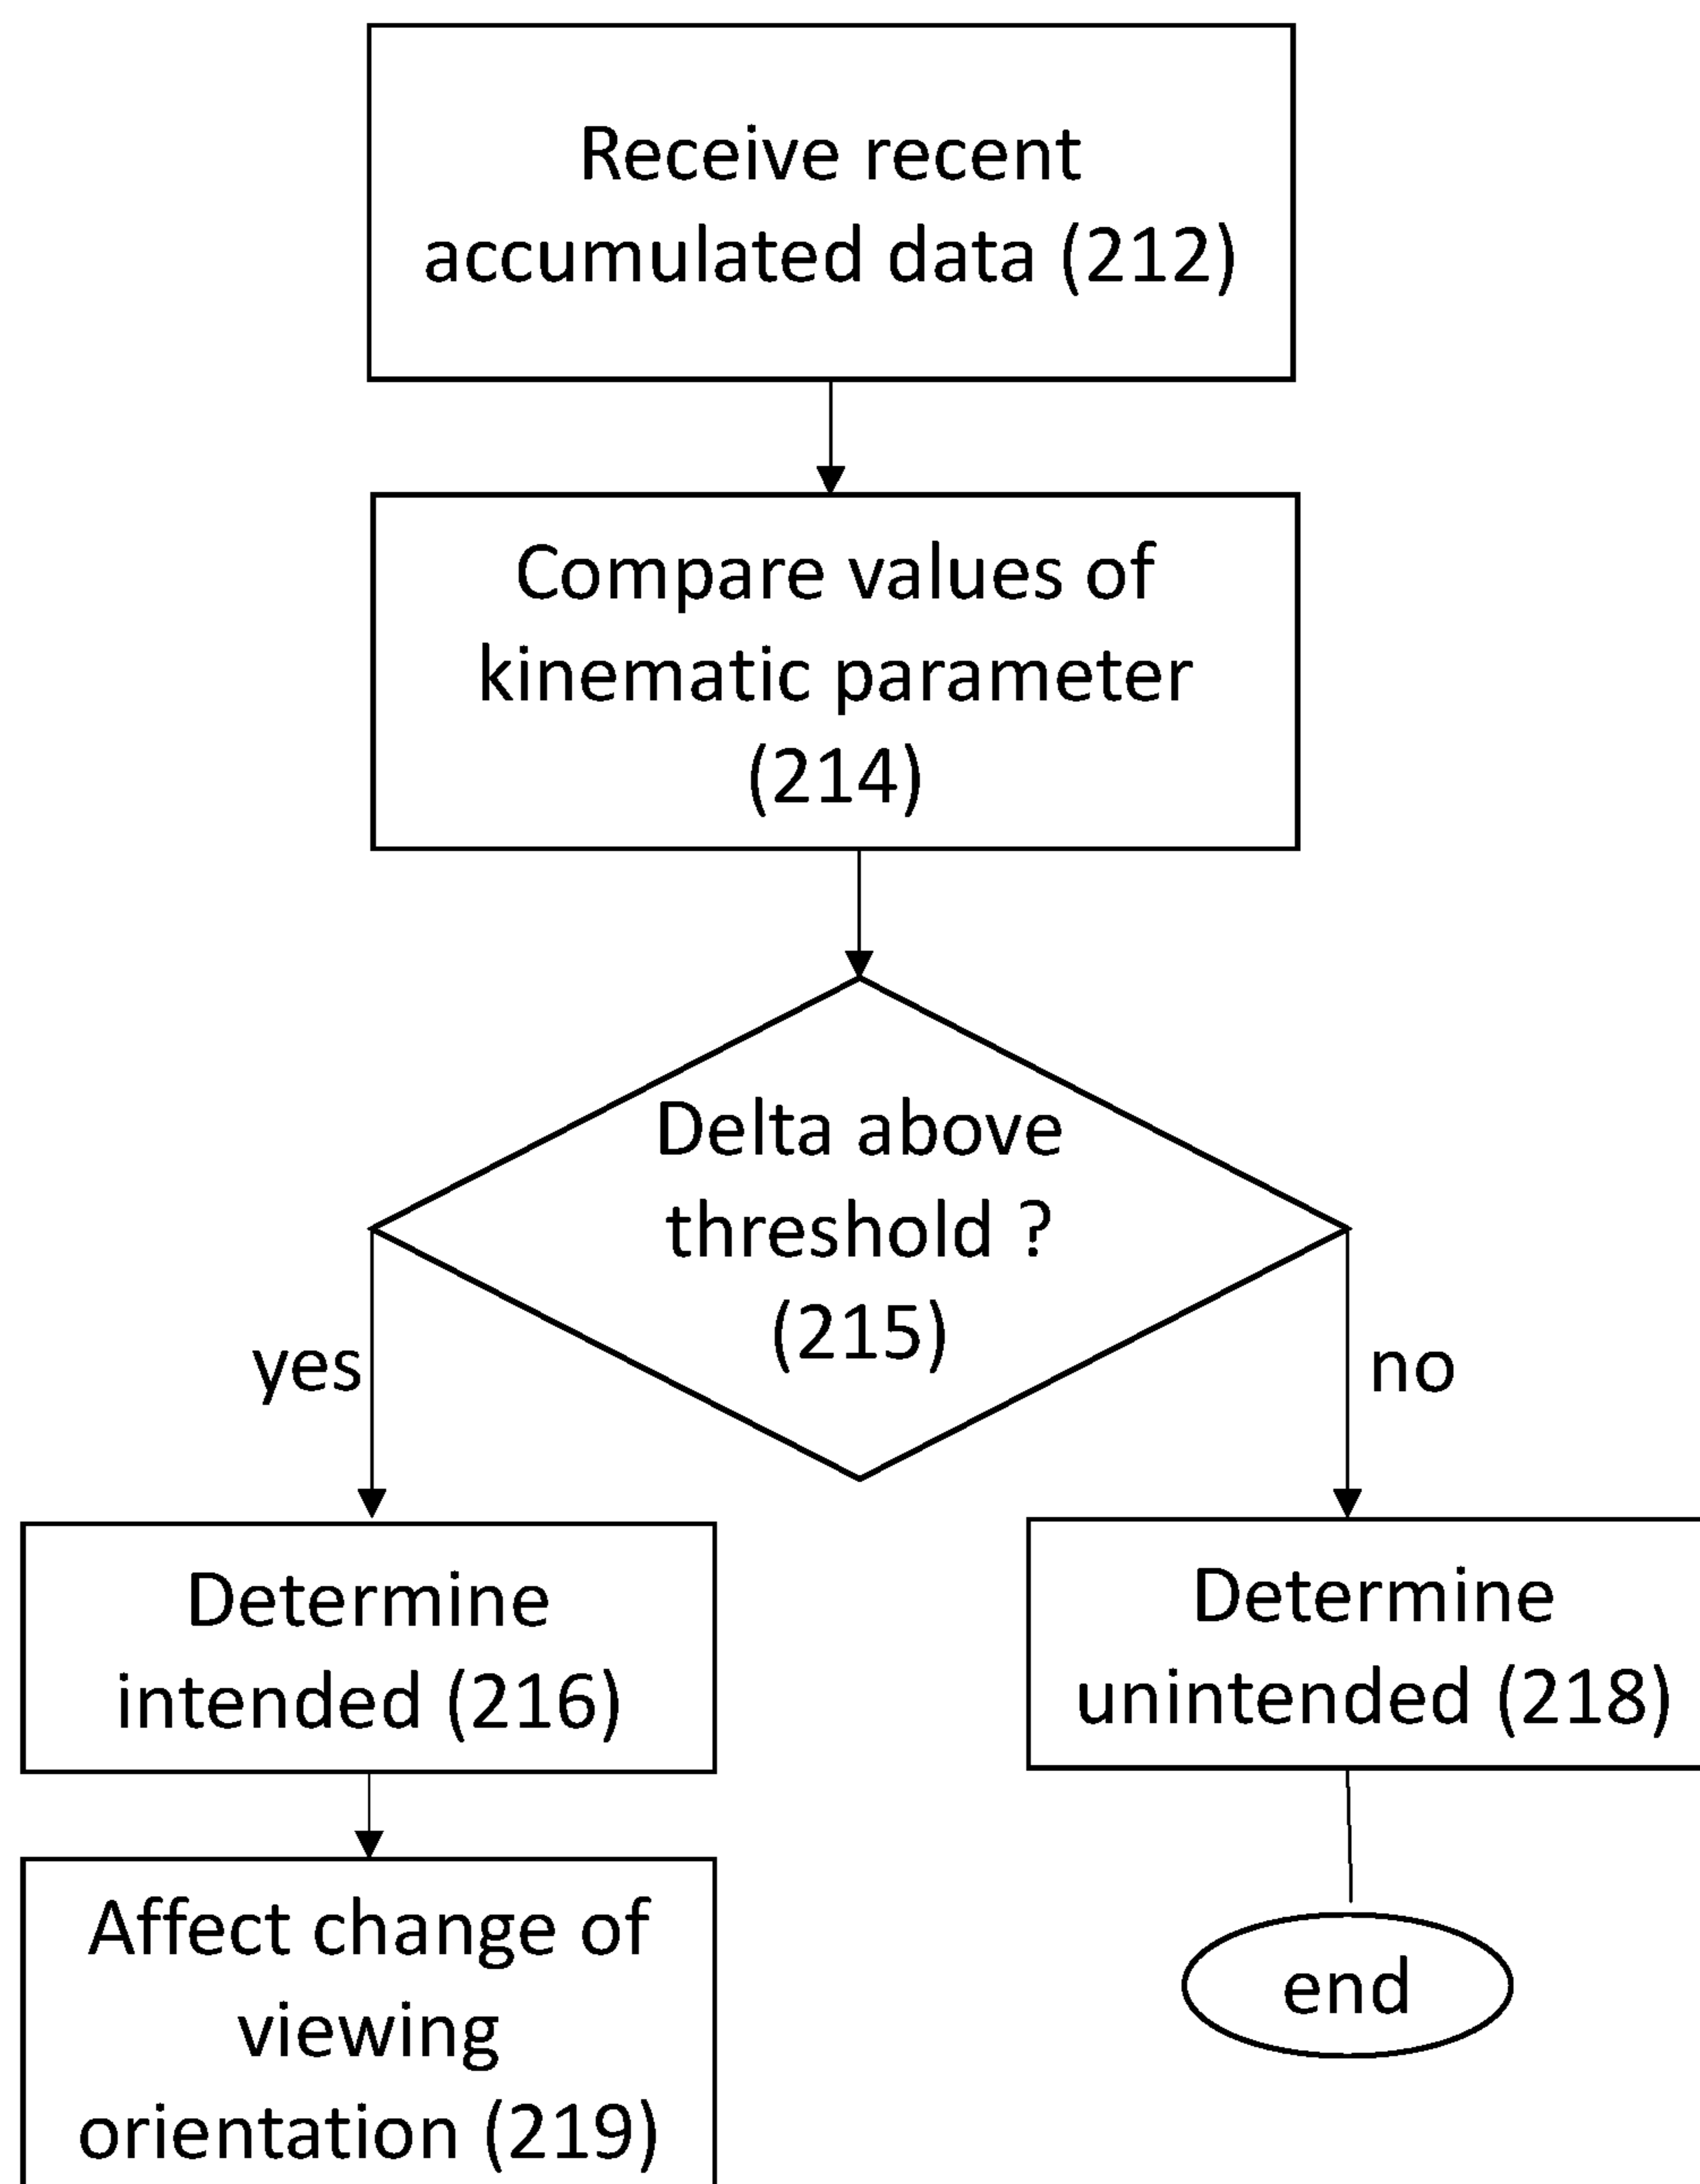 Receive recent
accumulated data (212)
Compare values of
kinematic parameter
(214)
Delta above
threshold ?
(215)
yes
no
Determine
intended (216)
Determine
unintended (218)
Affect change of
viewing
orientation (219)
end